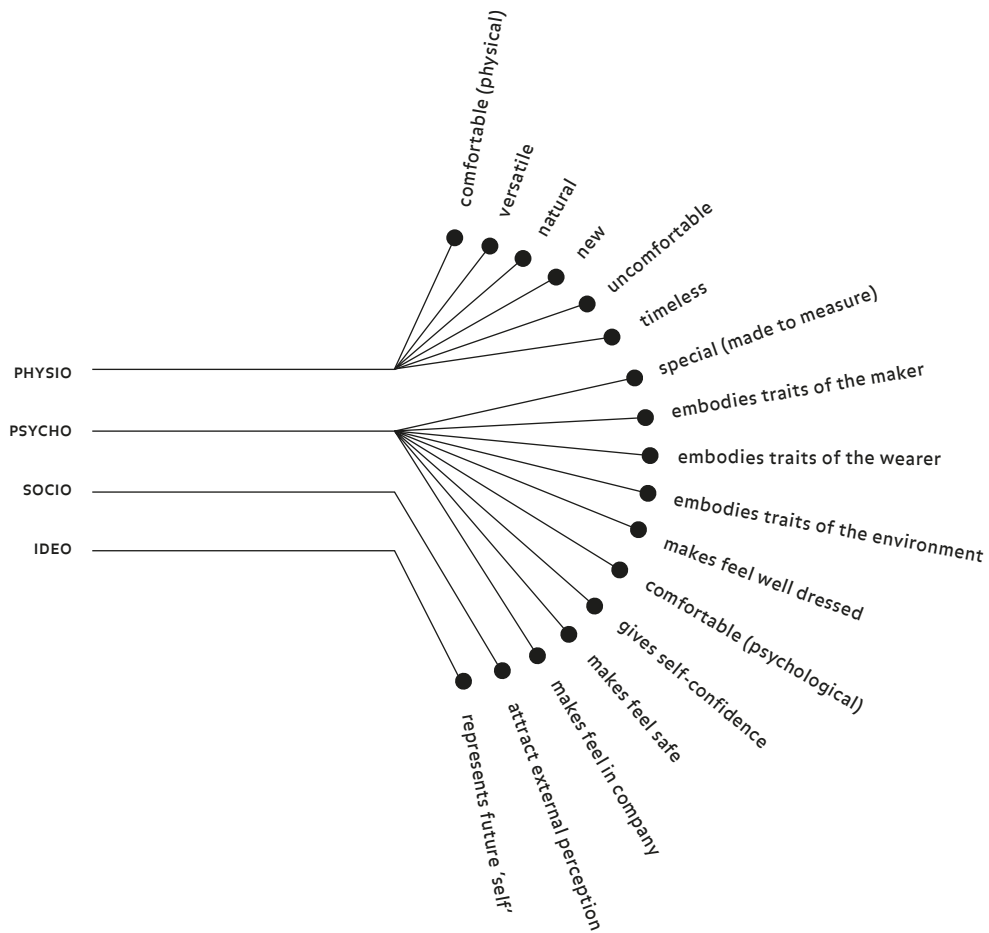 comfortable (physical)
versatile
natural
new
uncomfortable
timeless
special (made to measure)
PHYSIO
embodies traits of the maker
PSYCHO
embodies traits of the wearer
SOCIO
embodies traits of the environment
IDEO
makes feel well dressed
comfortable (psychological)
gives self-confidence
makes feel safe
makes feel in company
attract external perception
represents future ‘self’